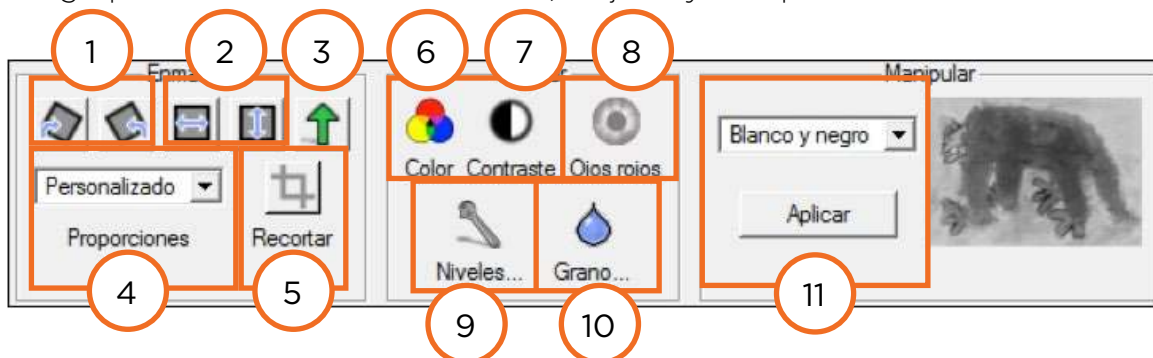 1 2 3 6 7 8
Manipular
Color Contraste Ojos rojos
Blanco y negro
Personalizado
Proporciones
Recortar
Aplicar
Niveles... Grano...
4 5 9 10 11